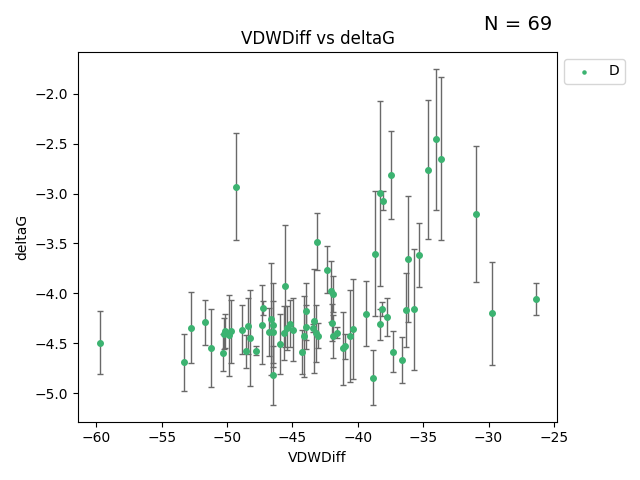 N = 69
VDWDiff vs deltaG
D
−2.0
−2.5
−3.0
−3.5
−4.0
−4.5
−5.0
deltaG
−60 −55 −50 −45 −40 −35 −30 −25
VDWDiff